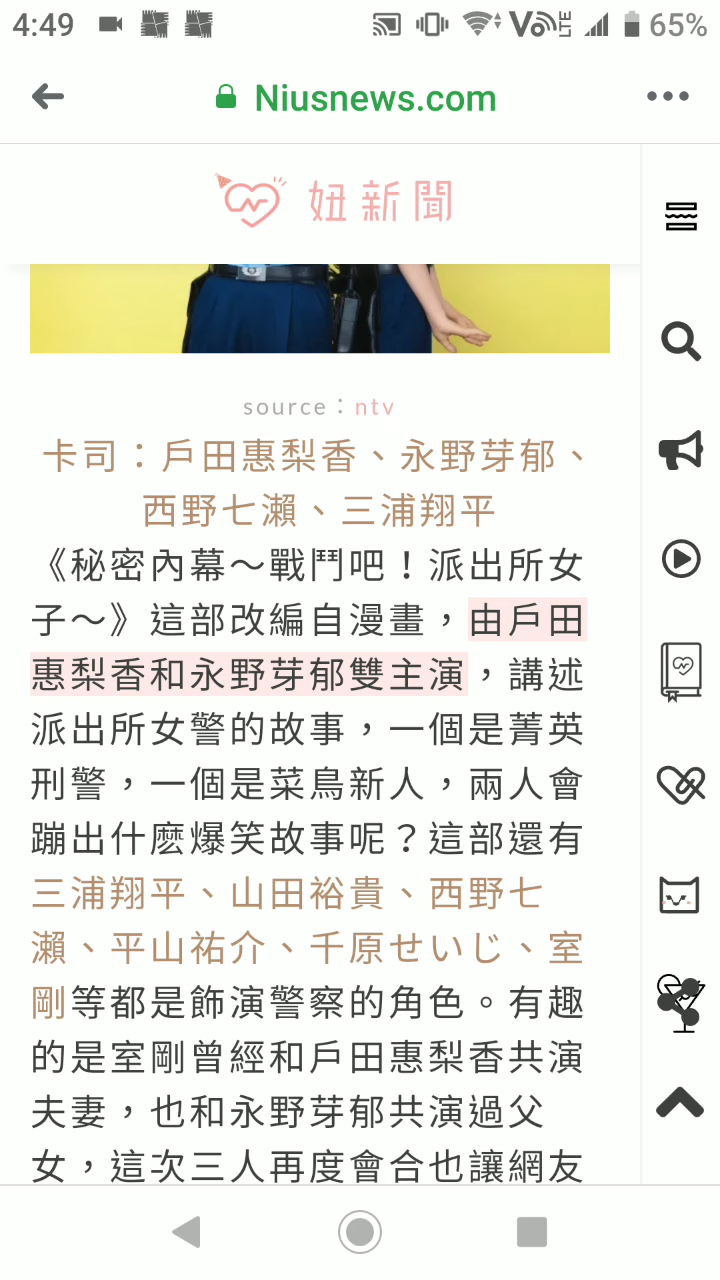 4:49
LTE
65%
Niusnews.com
妞新聞
source：ntv
卡司：戶田惠梨香、永野芽郁、
西野七瀨、三浦翔平
《秘密內幕～戰鬥吧！派出所女
子～》這部改編自漫畫，由戶田
惠梨香和永野芽郁雙主演，講述
派出所女警的故事，一個是菁英
刑警，一個是菜鳥新人，兩人會
蹦出什麽爆笑故事呢？這部還有
三浦翔平、山田裕貴、西野七
瀨、平山祐介、千原せいじ、室
剛等都是飾演警察的角色。有趣
的是室剛曾經和戶田惠梨香共演
夫妻，也和永野芽郁共演過父
女，這次三人再度會合也讓網友